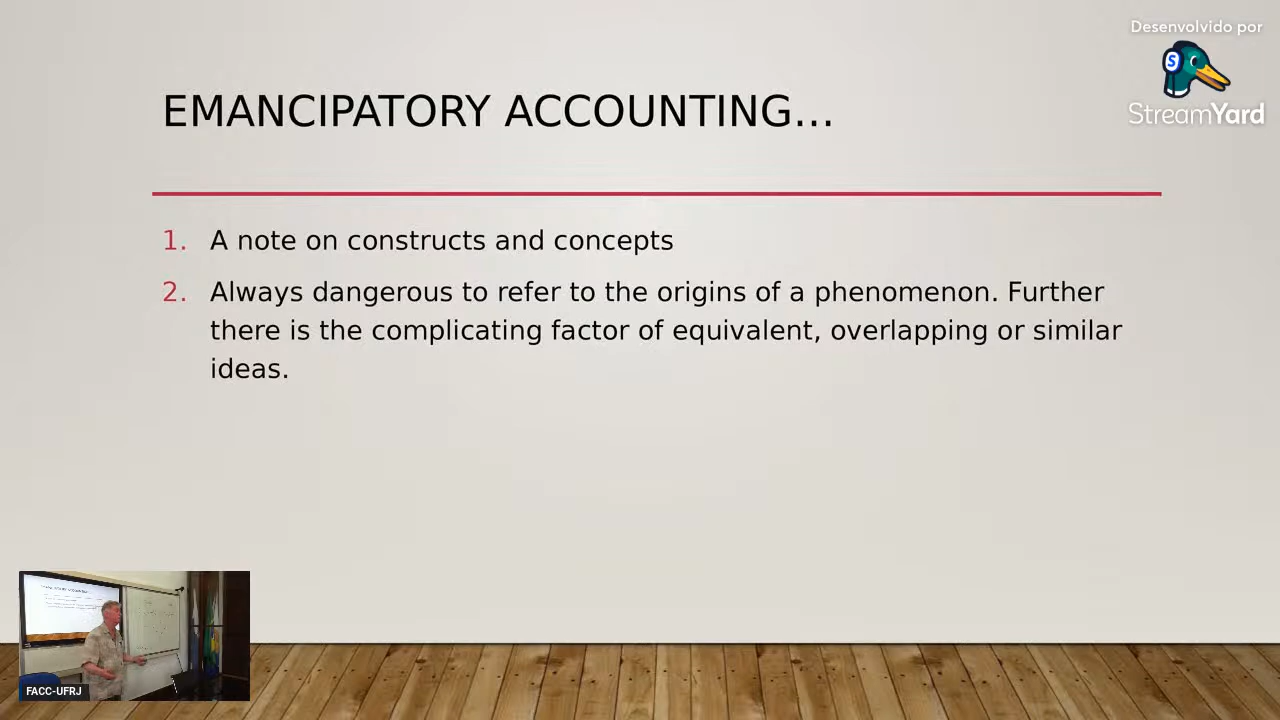 Desenvolvido por
StreamYard
EMANCIPATORY ACCOUNTING...
1. A note on constructs and concepts
2. Always dangerous to refer to the origins of a phenomenon. Further
there is the complicating factor of equivalent, overlapping or similar
ideas.
FACC-UFRJ